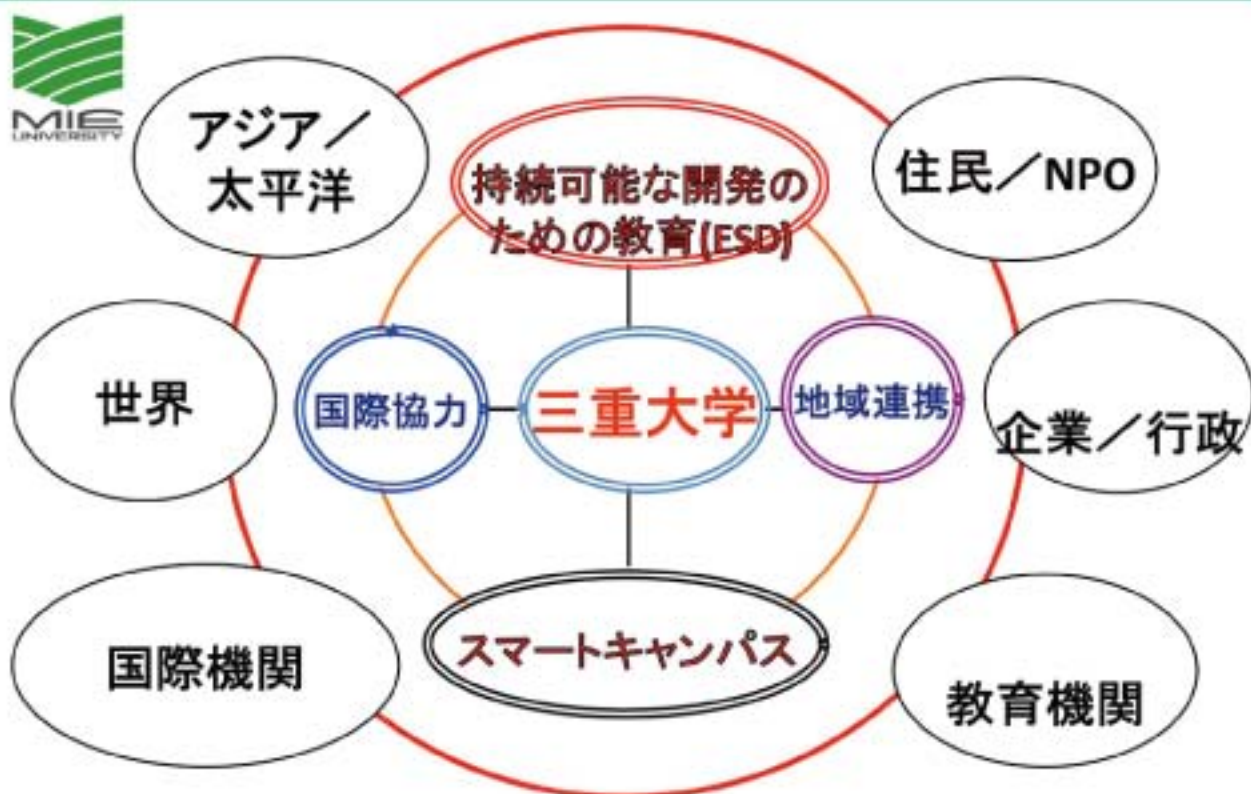 MIE
UNIVERSITY
アジア／
太平洋
持続可能な開発の
ための教育(ESD)
住民／NPO
世界
国際協力
三重大学
地域連携
企業／行政
国際機関
スマートキャンパス
教育機関